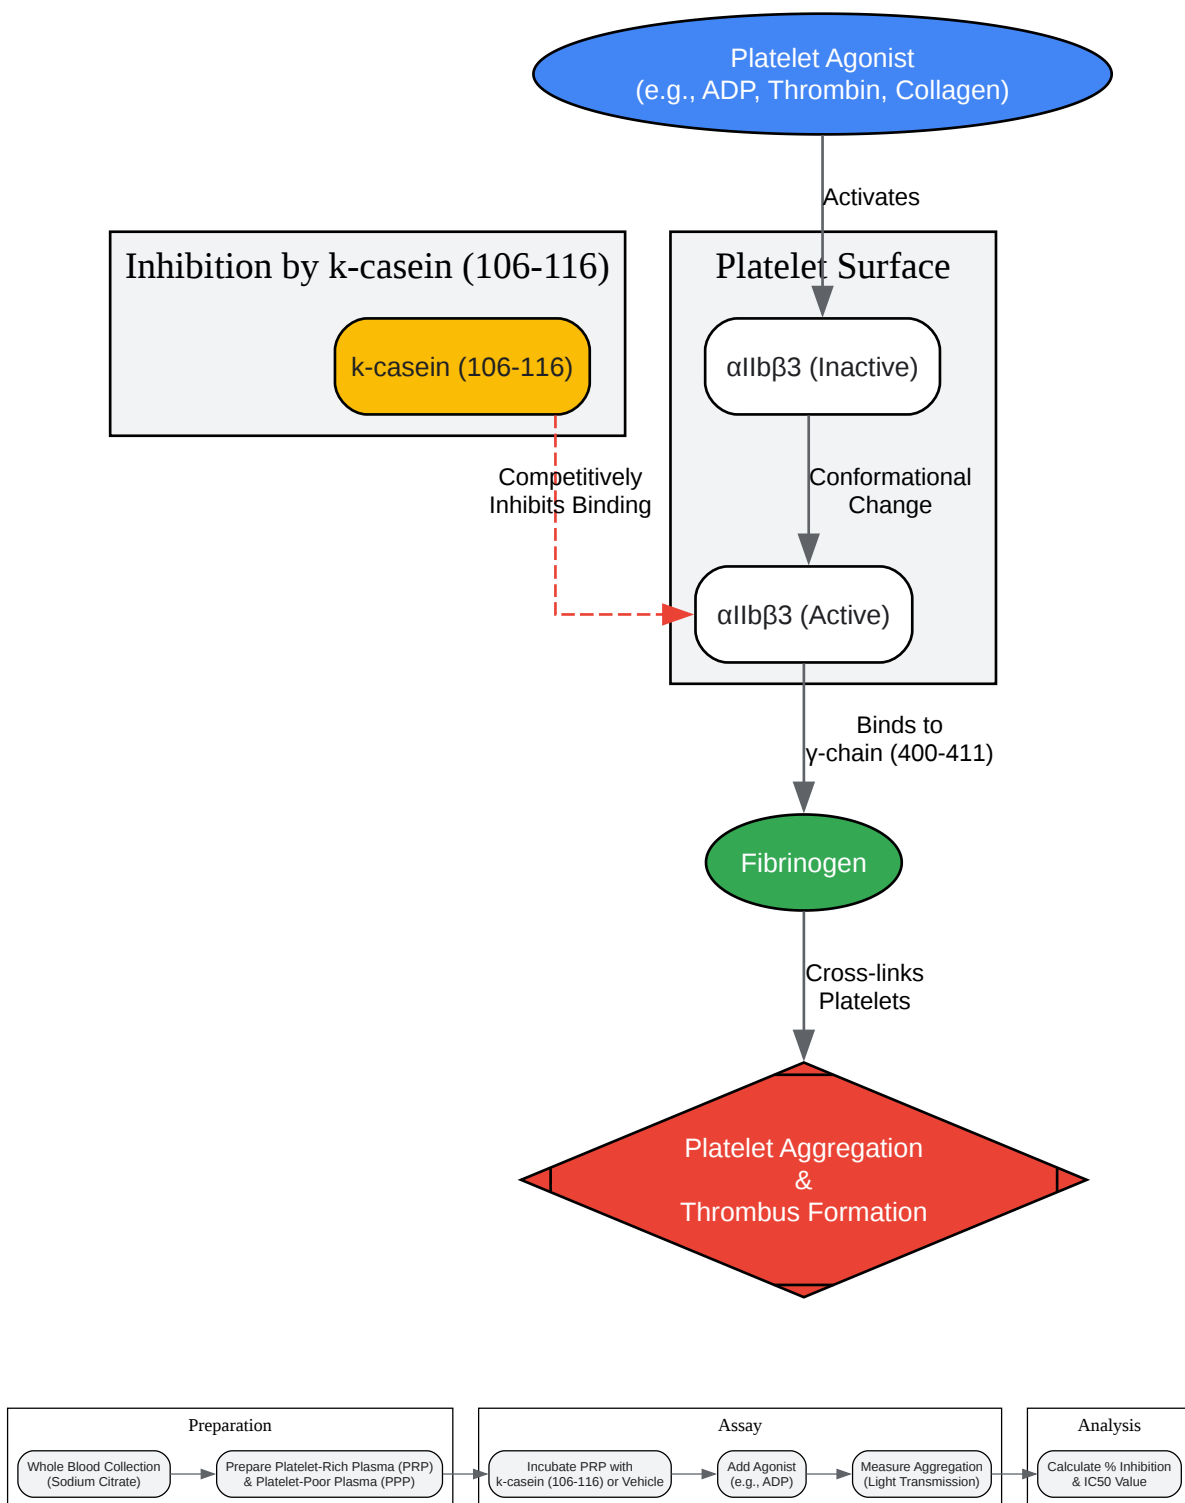 Platelet Agonist
(e.g., ADP, Thrombin, Collagen)
Activates
Inhibition by k-casein (106-116)
Platelet Surface
k-casein (106-116)
αIIbβ3 (Inactive)
Competitively
Inhibits Binding
Conformational
Change
αIIbβ3 (Active)
Binds to
γ-chain (400-411)
Fibrinogen
Cross-links
Platelets
Platelet Aggregation
&
Thrombus Formation
Preparation
Whole Blood Collection
(Sodium Citrate)
Prepare Platelet-Rich Plasma (PRP)
& Platelet-Poor Plasma (PPP)
Assay
Incubate PRP with
k-casein (106-116) or Vehicle
Add Agonist
(e.g., ADP)
Measure Aggregation
(Light Transmission)
Analysis
Calculate % Inhibition
& IC50 Value